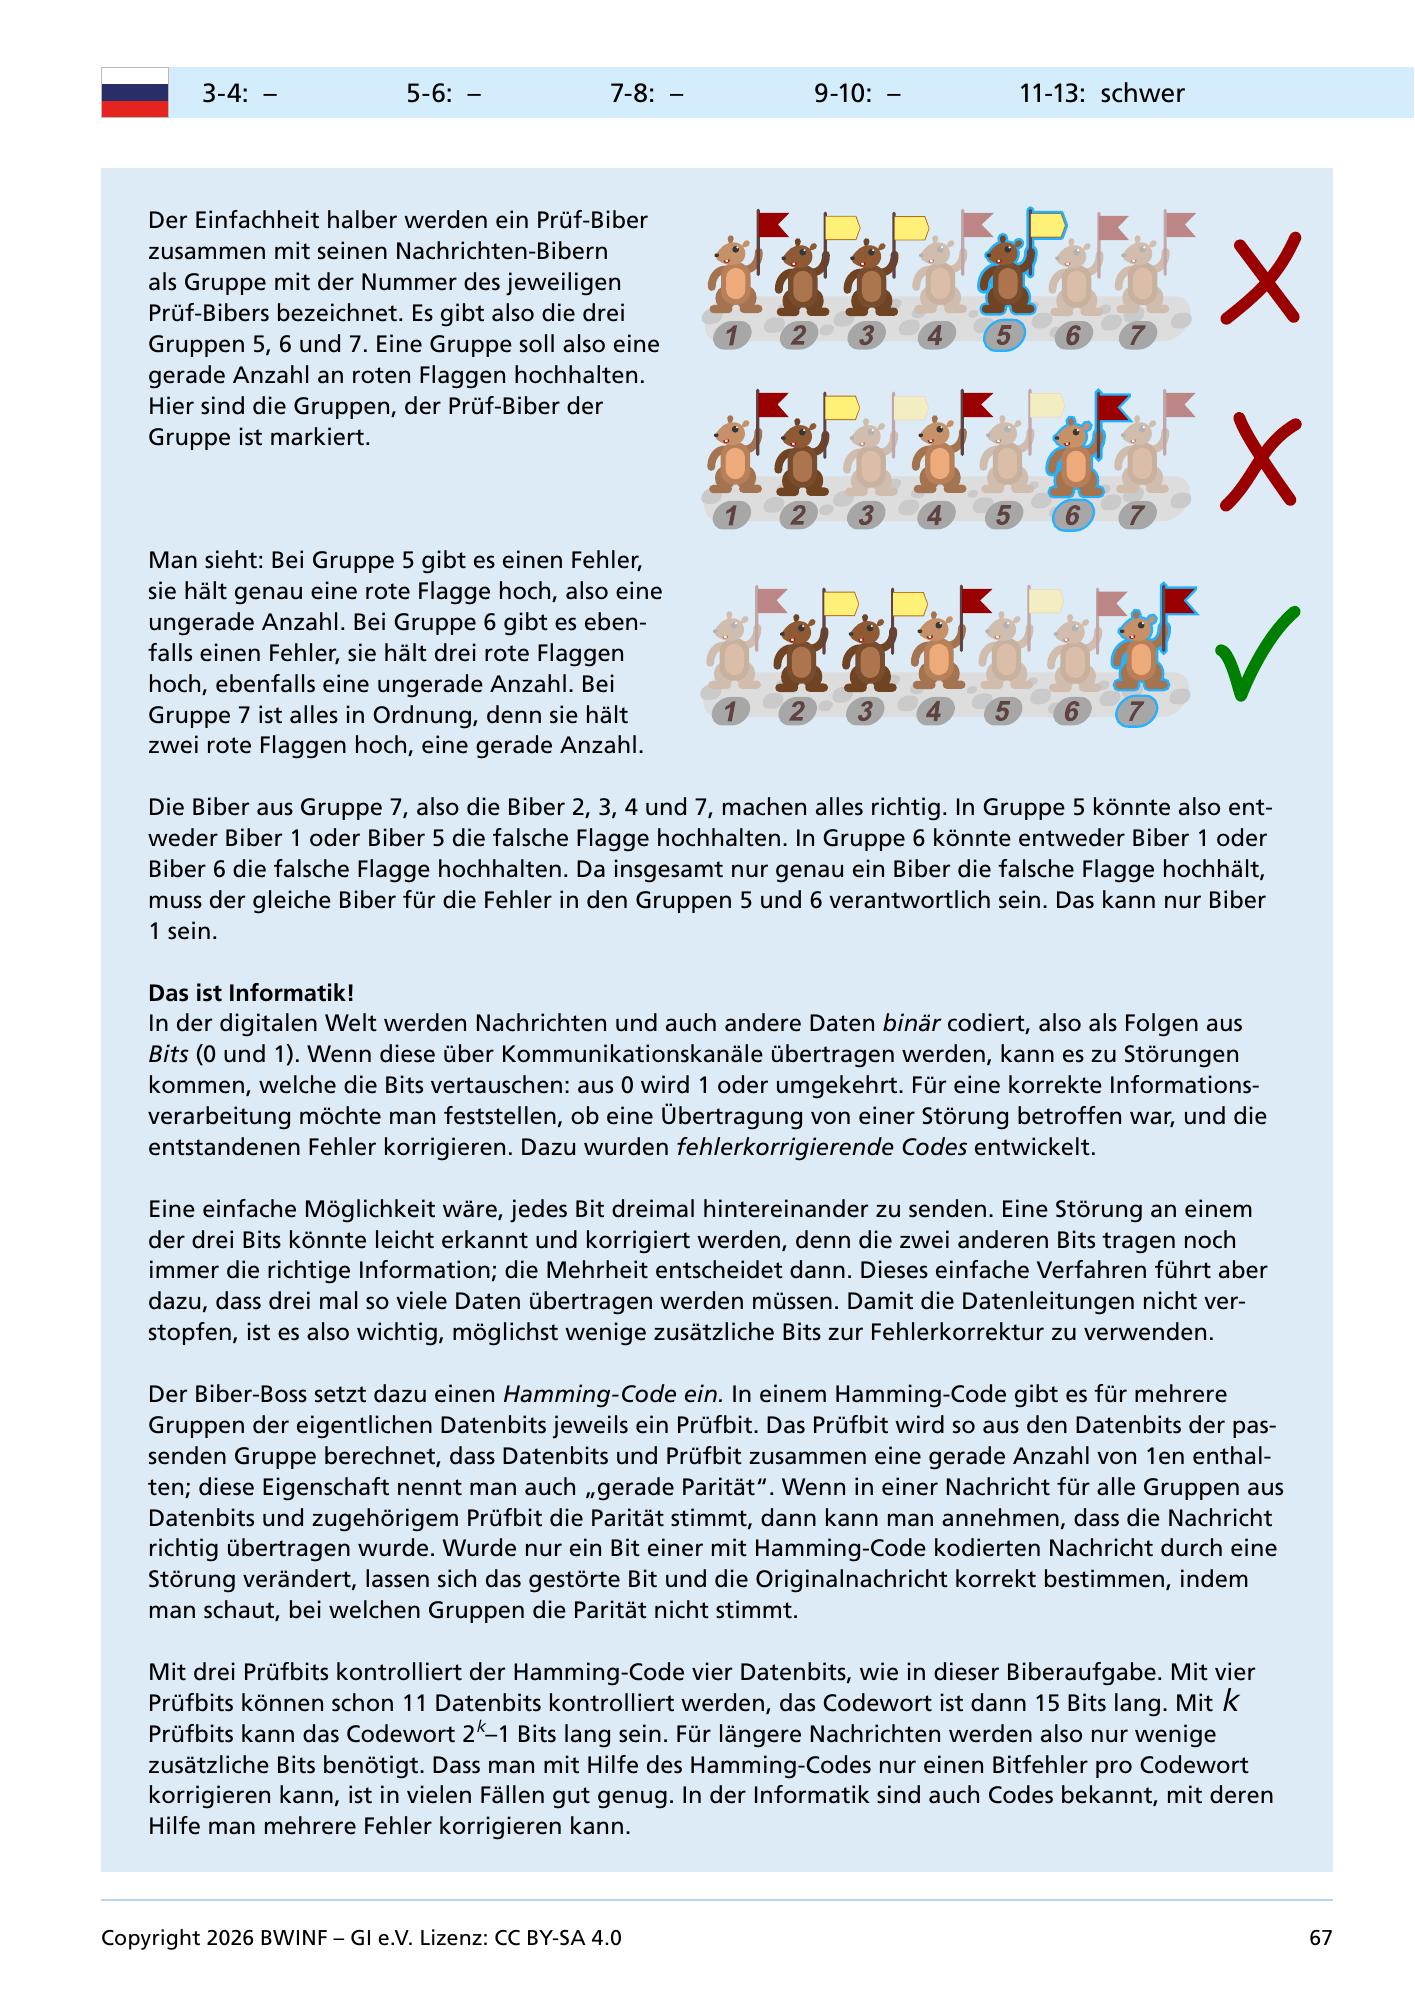 3-4: –
5-6: –
7-8: –
9-10: –
11-13: schwer
Der Einfachheit halber werden ein Prüf-Biber
zusammen mit seinen Nachrichten-Bibern
als Gruppe mit der Nummer des jeweiligen
Prüf-Bibers bezeichnet. Es gibt also die drei
Gruppen 5, 6 und 7. Eine Gruppe soll also eine
gerade Anzahl an roten Flaggen hochhalten.
Hier sind die Gruppen, der Prüf-Biber der
Gruppe ist markiert.
1 2 3 4 5 6 7
1 2 3 4 5 6 7
Man sieht: Bei Gruppe 5 gibt es einen Fehler,
sie hält genau eine rote Flagge hoch, also eine
ungerade Anzahl. Bei Gruppe 6 gibt es eben-
falls einen Fehler, sie hält drei rote Flaggen
hoch, ebenfalls eine ungerade Anzahl. Bei
Gruppe 7 ist alles in Ordnung, denn sie hält
zwei rote Flaggen hoch, eine gerade Anzahl.
1 2 3 4 5 6 7
Die Biber aus Gruppe 7, also die Biber 2, 3, 4 und 7, machen alles richtig. In Gruppe 5 könnte also ent-
weder Biber 1 oder Biber 5 die falsche Flagge hochhalten. In Gruppe 6 könnte entweder Biber 1 oder
Biber 6 die falsche Flagge hochhalten. Da insgesamt nur genau ein Biber die falsche Flagge hochhält,
muss der gleiche Biber für die Fehler in den Gruppen 5 und 6 verantwortlich sein. Das kann nur Biber
1 sein.
Das ist Informatik!
In der digitalen Welt werden Nachrichten und auch andere Daten binär codiert, also als Folgen aus
Bits (0 und 1). Wenn diese über Kommunikationskanäle übertragen werden, kann es zu Störungen
kommen, welche die Bits vertauschen: aus 0 wird 1 oder umgekehrt. Für eine korrekte Informations-
verarbeitung möchte man feststellen, ob eine Übertragung von einer Störung betroffen war, und die
entstandenen Fehler korrigieren. Dazu wurden fehlerkorrigierende Codes entwickelt.
Eine einfache Möglichkeit wäre, jedes Bit dreimal hintereinander zu senden. Eine Störung an einem
der drei Bits könnte leicht erkannt und korrigiert werden, denn die zwei anderen Bits tragen noch
immer die richtige Information; die Mehrheit entscheidet dann. Dieses einfache Verfahren führt aber
dazu, dass drei mal so viele Daten übertragen werden müssen. Damit die Datenleitungen nicht ver-
stopfen, ist es also wichtig, möglichst wenige zusätzliche Bits zur Fehlerkorrektur zu verwenden.
Der Biber-Boss setzt dazu einen Hamming-Code ein. In einem Hamming-Code gibt es für mehrere
Gruppen der eigentlichen Datenbits jeweils ein Prüfbit. Das Prüfbit wird so aus den Datenbits der pas-
senden Gruppe berechnet, dass Datenbits und Prüfbit zusammen eine gerade Anzahl von 1en enthal-
ten; diese Eigenschaft nennt man auch „gerade Parität“. Wenn in einer Nachricht für alle Gruppen aus
Datenbits und zugehörigem Prüfbit die Parität stimmt, dann kann man annehmen, dass die Nachricht
richtig übertragen wurde. Wurde nur ein Bit einer mit Hamming-Code kodierten Nachricht durch eine
Störung verändert, lassen sich das gestörte Bit und die Originalnachricht korrekt bestimmen, indem
man schaut, bei welchen Gruppen die Parität nicht stimmt.
Mit drei Prüfbits kontrolliert der Hamming-Code vier Datenbits, wie in dieser Biberaufgabe. Mit vier
Prüfbits können schon 11 Datenbits kontrolliert werden, das Codewort ist dann 15 Bits lang. Mit k
Prüfbits kann das Codewort 2^k–1 Bits lang sein. Für längere Nachrichten werden also nur wenige
zusätzliche Bits benötigt. Dass man mit Hilfe des Hamming-Codes nur einen Bitfehler pro Codewort
korrigieren kann, ist in vielen Fällen gut genug. In der Informatik sind auch Codes bekannt, mit deren
Hilfe man mehrere Fehler korrigieren kann.
Copyright 2026 BWINF – GI e.V. Lizenz: CC BY-SA 4.0
67